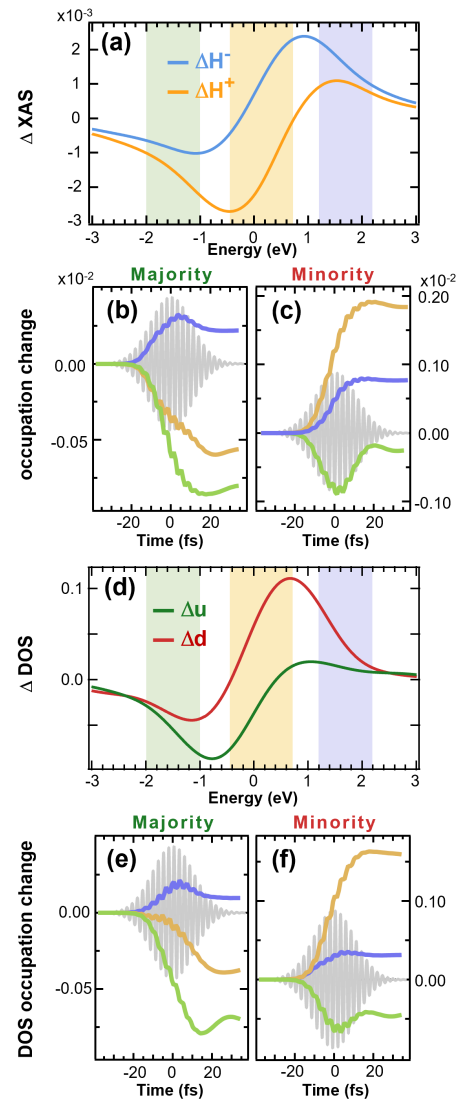 x10⁻³
(a)
ΔH⁻
ΔH⁺
Δ XAS
2
1
0
-1
-2
-3
-3 -2 -1 0 1 2 3
Energy (eV)
Majority Minority
x10⁻² x10⁻²
(b) (c)
occupation change
0.00
-0.05
0.20
0.10
0.00
-0.10
-20 0 20 -20 0 20
Time (fs) Time (fs)
(d)
Δu
Δd
Δ DOS
0.1
0.0
-3 -2 -1 0 1 2 3
Energy (eV)
Majority Minority
(e) (f)
DOS occupation change
0.00
-0.05
0.10
0.00
-20 0 20 -20 0 20
Time (fs) Time (fs)